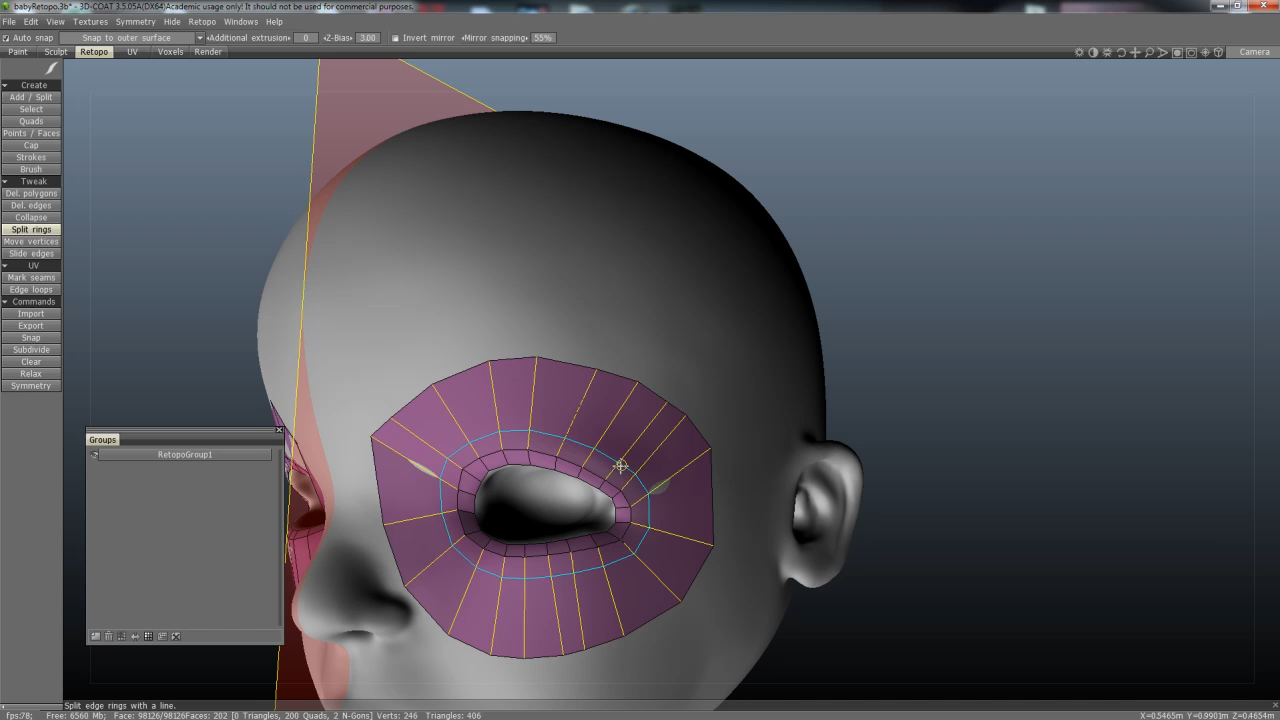 babyRetopo.3b* - 3D-COAT 3.5.05A(DX64)Academic usage only! It should not be used for commercial purposes.
File Edit View Textures Symmetry Hide Retopo Windows Help
Auto snap Snap to outer surface Additional extrusion 0 Z-Bias 3.00 Invert mirror Mirror snapping 55%
Paint Sculpt Retopo UV Voxels Render Camera
Create
Add / Split
Select
Quads
Points / Faces
Cap
Strokes
Brush
Tweak
Del. polygons
Del. edges
Collapse
Split rings
Move vertices
Slide edges
UV
Mark seams
Edge loops
Commands
Import
Export
Snap
Subdivide
Clear
Relax
Symmetry
Groups
RetopoGroup1
Split edge rings with a line.
fps:78; Free: 6560 Mb; Face: 98126/98126Faces: 202 [0 Triangles, 200 Quads, 2 N-Gons] Verts: 246 Triangles: 406 X=0.5465m Y=0.9901m Z=0.4654m